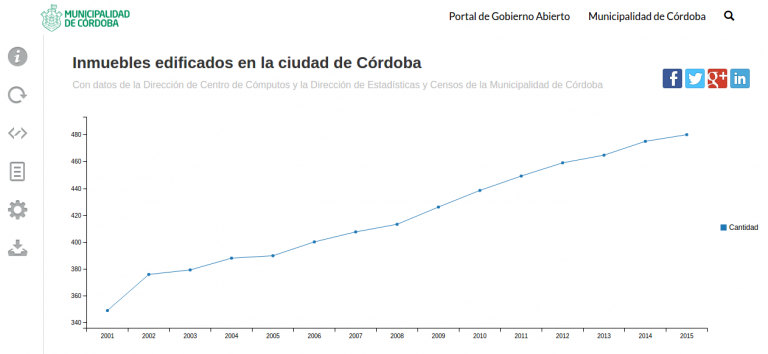 MUNICIPALIDAD
DE CÓRDOBA
Portal de Gobierno Abierto
Municipalidad de Córdoba
Inmuebles edificados en la ciudad de Córdoba
Con datos de la Dirección de Centro de Cómputos y la Dirección de Estadísticas y Censos de la Municipalidad de Córdoba
480
460
440
420
400
380
360
340
Cantidad
2001 2002 2003 2004 2005 2006 2007 2008 2009 2010 2011 2012 2013 2014 2015